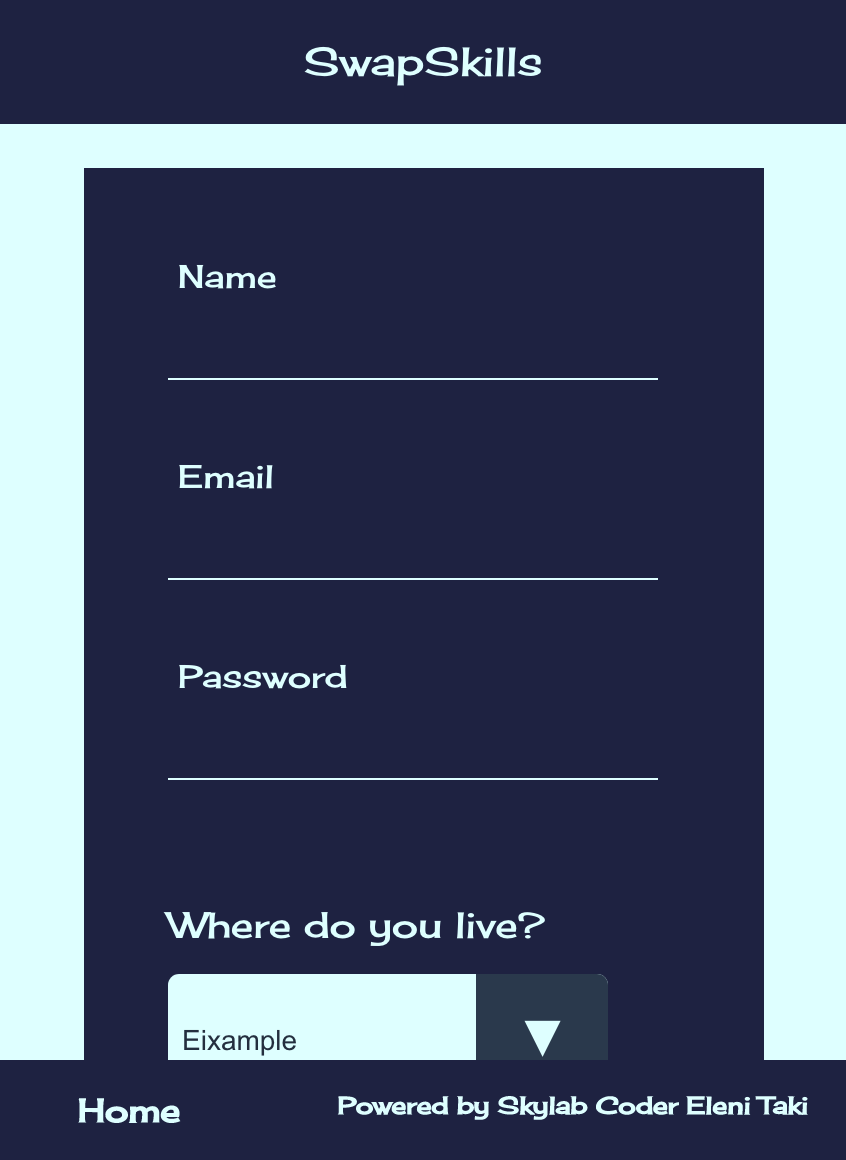 SwapSkills
Name
Email
Password
Where do you live?
Eixample
Home
Powered by Skylab Coder Eleni Taki